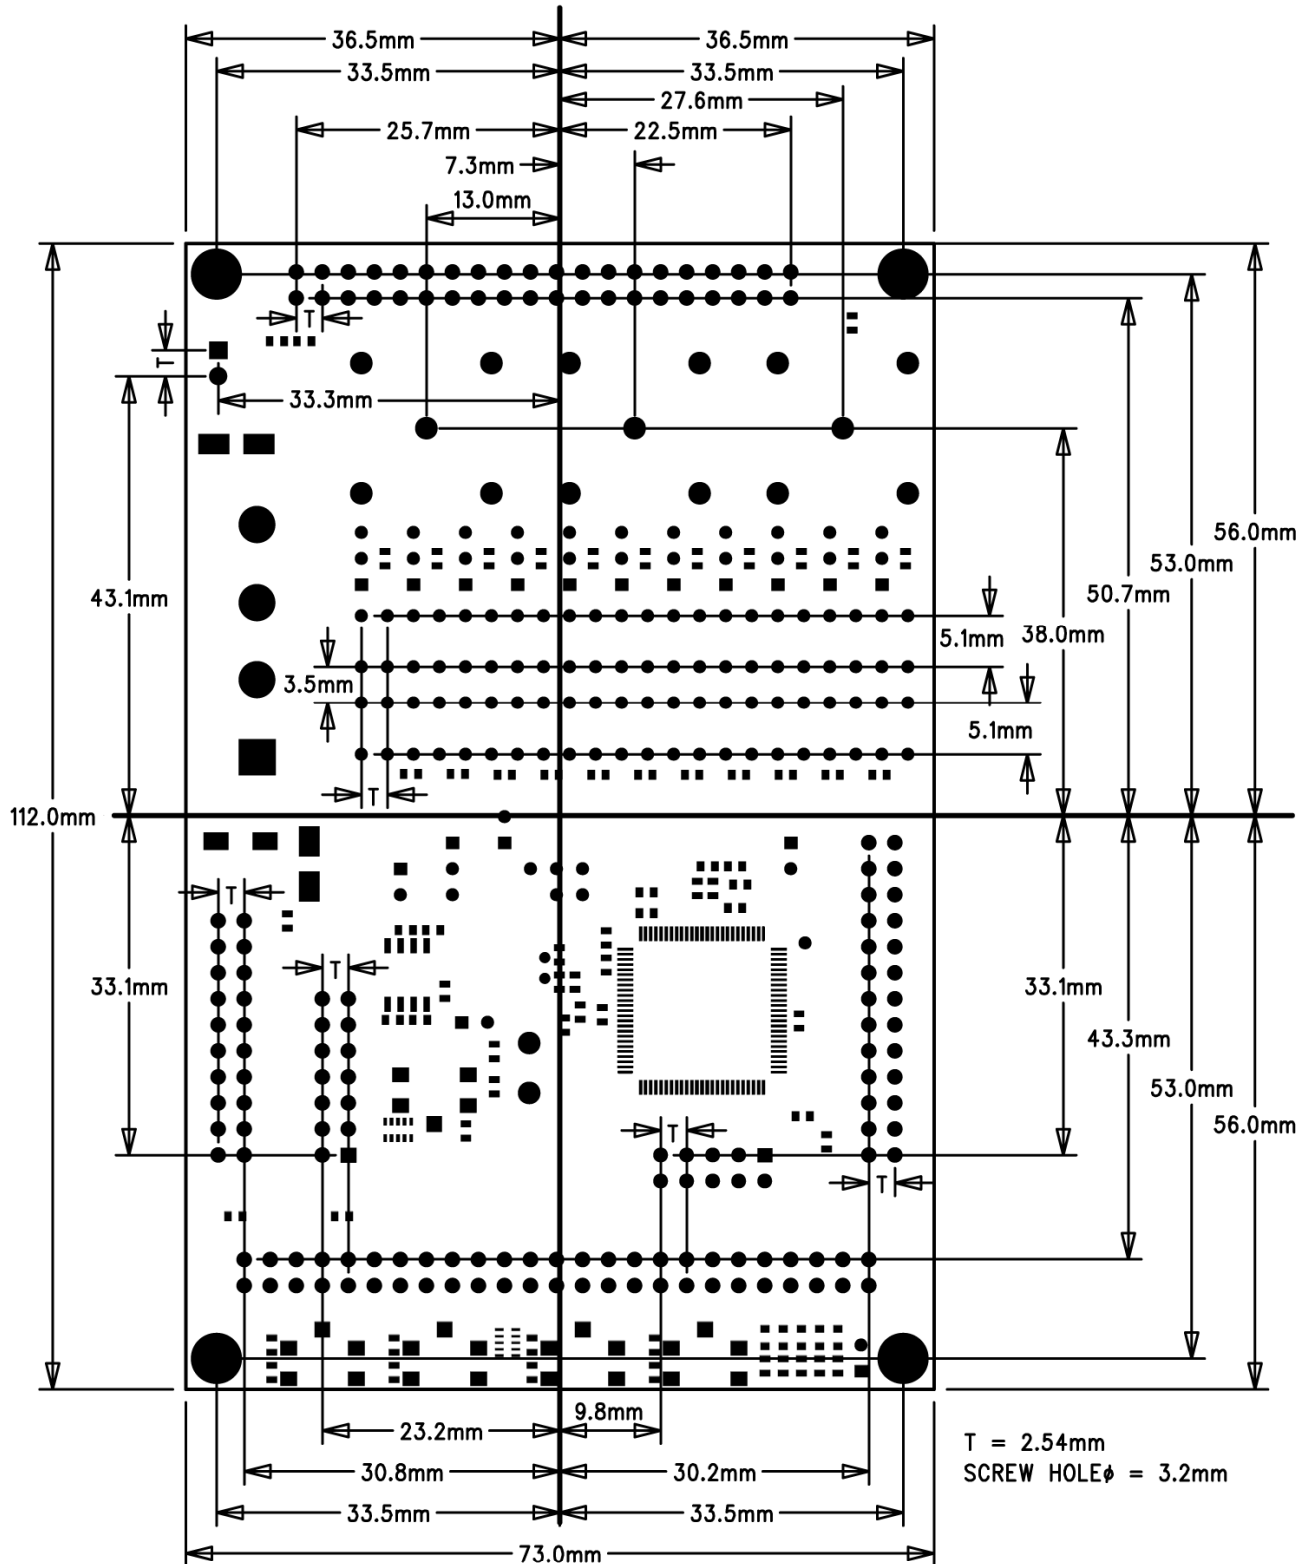 36.5mm 36.5mm
33.5mm 33.5mm
27.6mm
25.7mm 22.5mm
7.3mm
13.0mm
T
T
33.3mm
56.0mm
53.0mm
50.7mm
43.1mm
5.1mm 38.0mm
3.5mm
5.1mm
T
112.0mm
T
T
33.1mm 33.1mm
43.3mm
53.0mm
56.0mm
T
T
9.8mm
23.2mm
T = 2.54mm
30.8mm 30.2mm
SCREW HOLEφ = 3.2mm
33.5mm 33.5mm
73.0mm